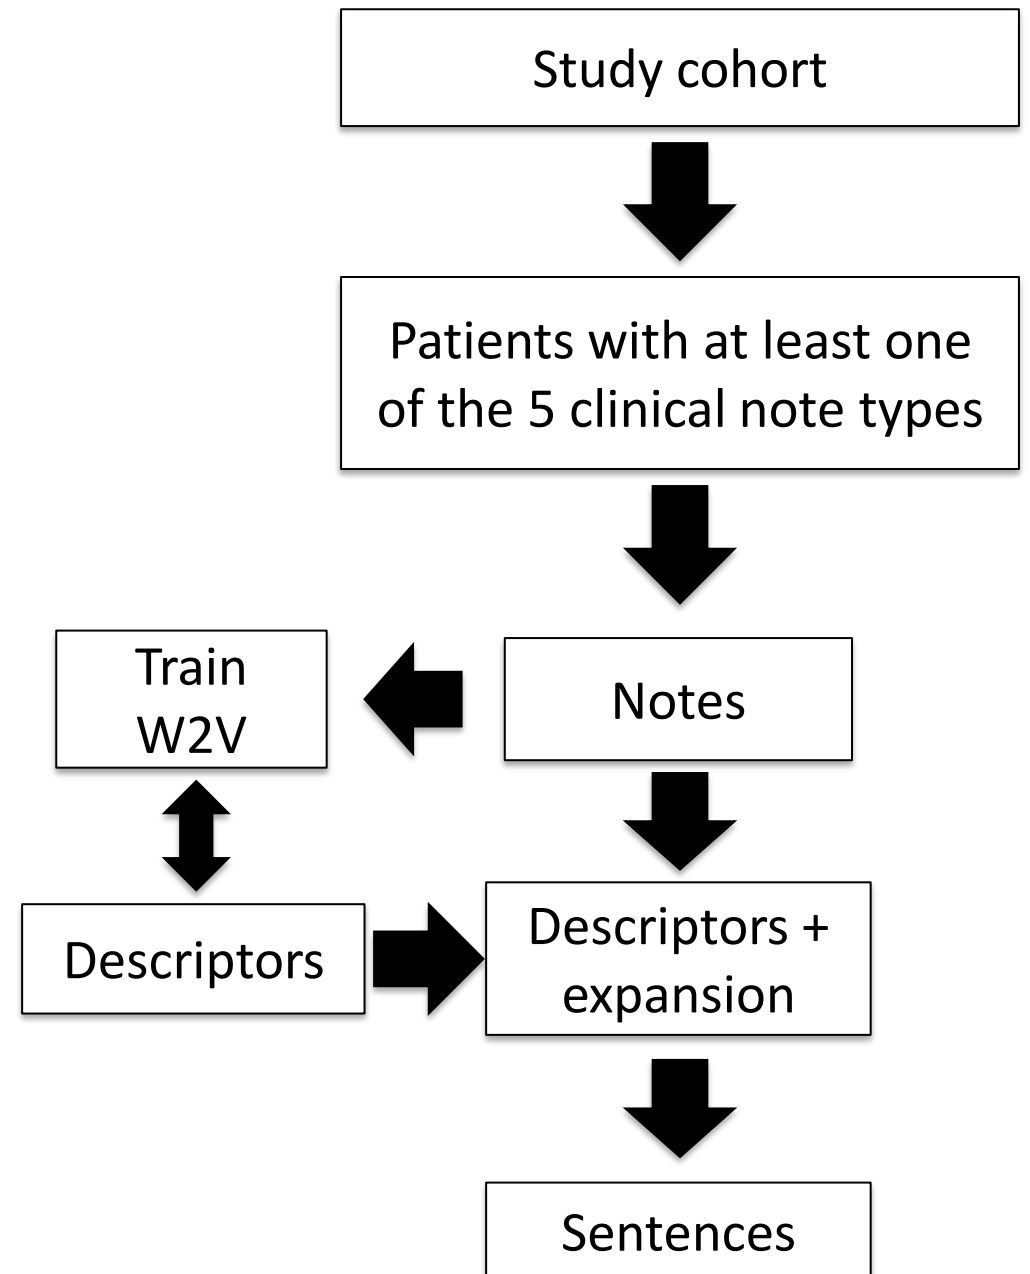 Study cohort
Patients with at least one
of the 5 clinical note types
Train
W2V
Notes
Descriptors
Descriptors +
expansion
Sentences